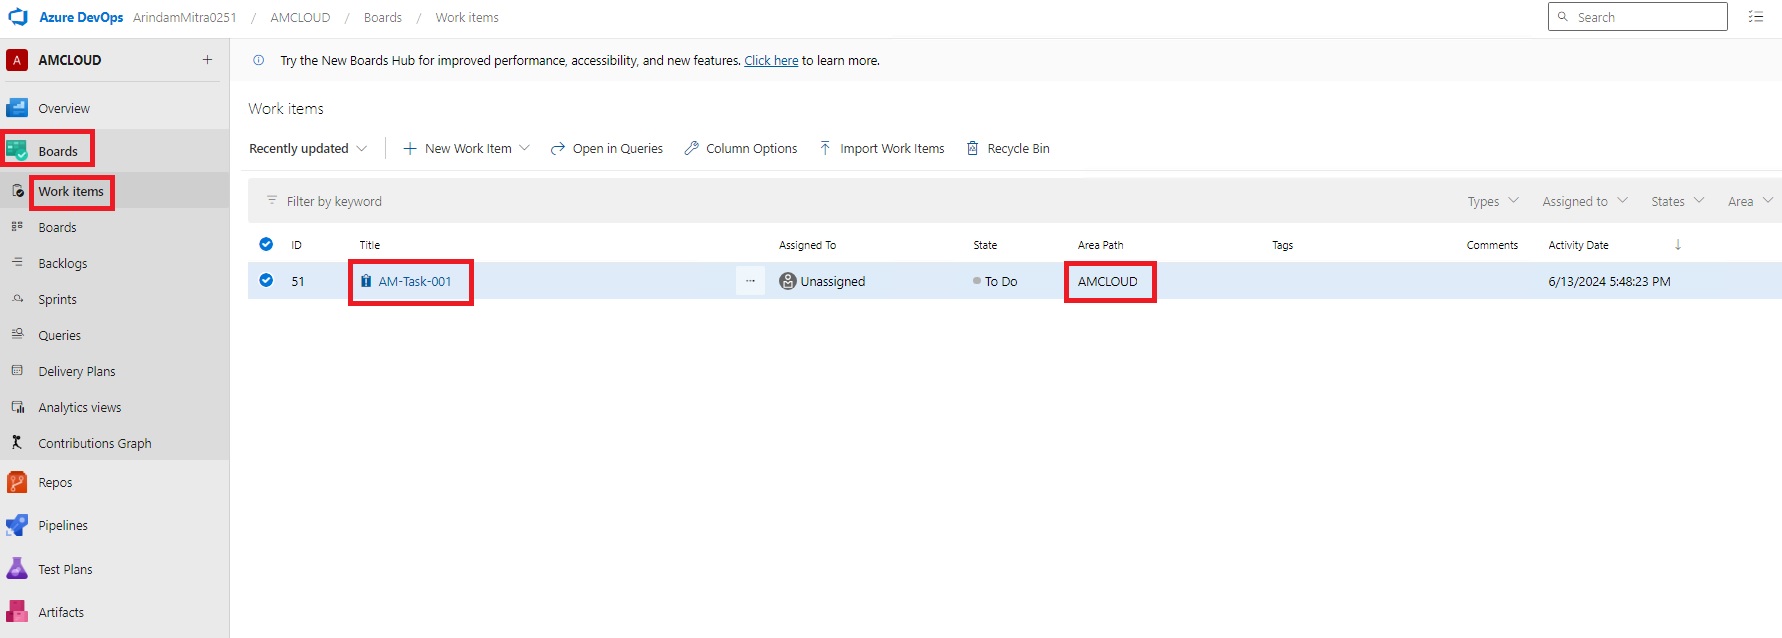 Azure DevOps ArindamMitra0251 / AMCLOUD / Boards / Work items Search
A AMCLOUD +
Try the New Boards Hub for improved performance, accessibility, and new features. Click here to learn more.
Overview
Boards
Work items
Boards
Backlogs
Sprints
Queries
Delivery Plans
Analytics views
Contributions Graph
Repos
Pipelines
Test Plans
Artifacts
Work items
Recently updated New Work Item Open in Queries Column Options Import Work Items Recycle Bin
Filter by keyword Types Assigned to States Area
ID Title Assigned To State Area Path Tags Comments Activity Date
51 AM-Task-001 ... Unassigned To Do AMCLOUD 6/13/2024 5:48:23 PM